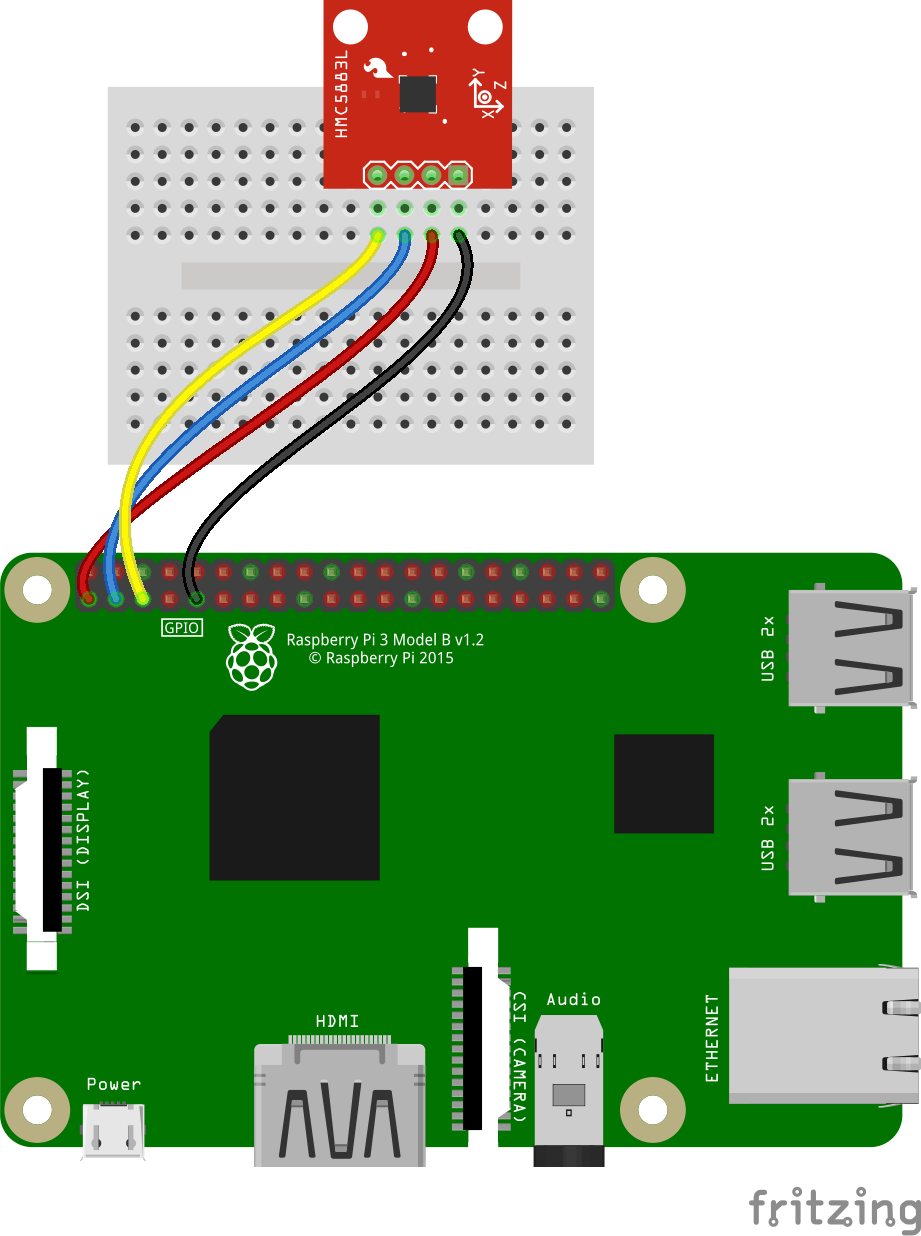 HMC5883L
Y
Z
X
GPIO
Raspberry Pi 3 Model B v1.2
© Raspberry Pi 2015
USB 2x
DSI (DISPLAY)
USB 2x
HDMI
CSI (CAMERA)
Audio
ETHERNET
Power
fritzing